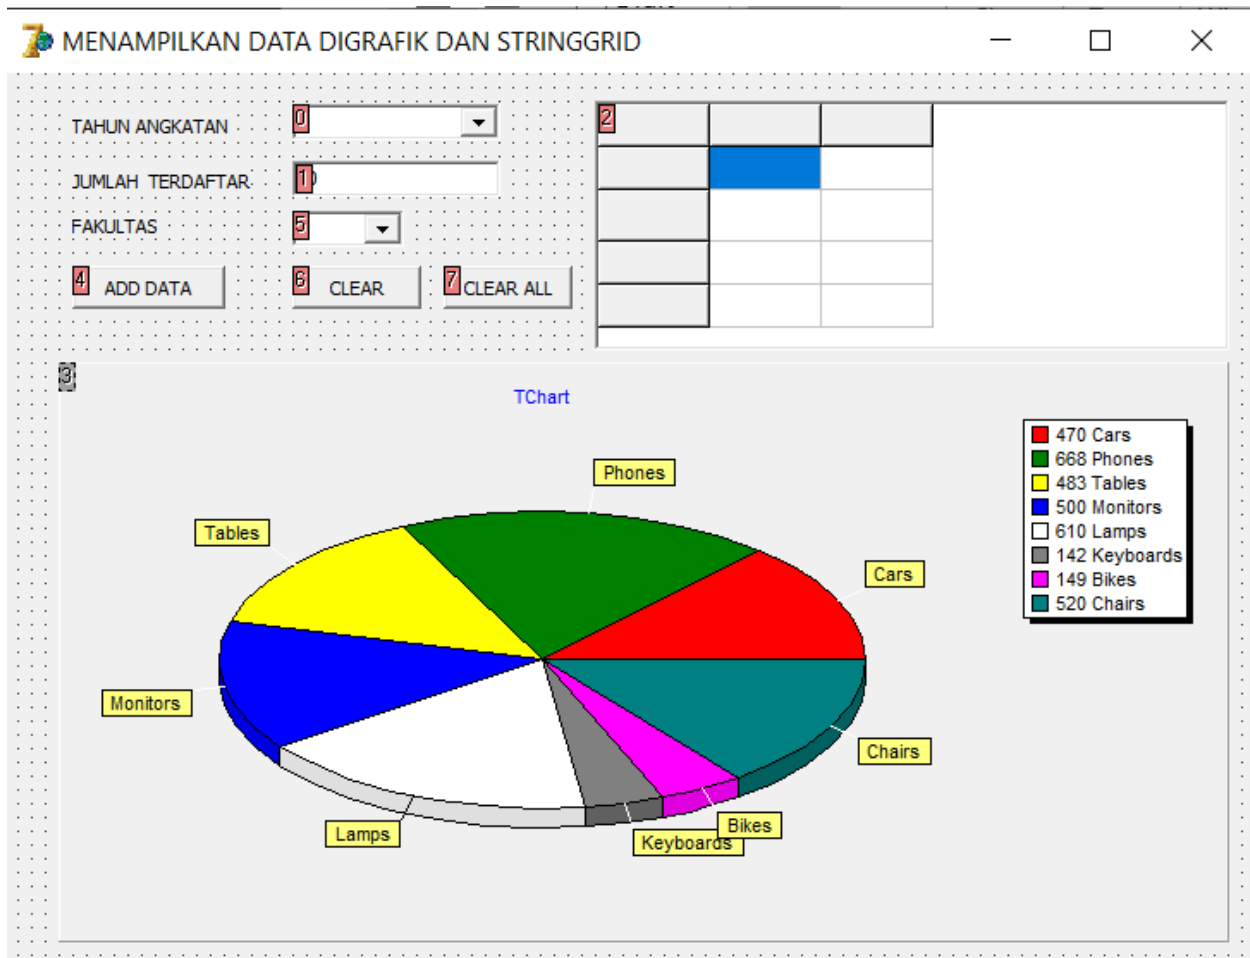 MENAMPILKAN DATA DIGRAFIK DAN STRINGGRID
TAHUN ANGKATAN 0
2
JUMLAH TERDAFTAR 1
FAKULTAS 5
4 ADD DATA
6 CLEAR
7 CLEAR ALL
3
TChart
470 Cars
668 Phones
483 Tables
500 Monitors
610 Lamps
142 Keyboards
149 Bikes
520 Chairs
Phones
Tables
Cars
Monitors
Chairs
Lamps
Bikes
Keyboards